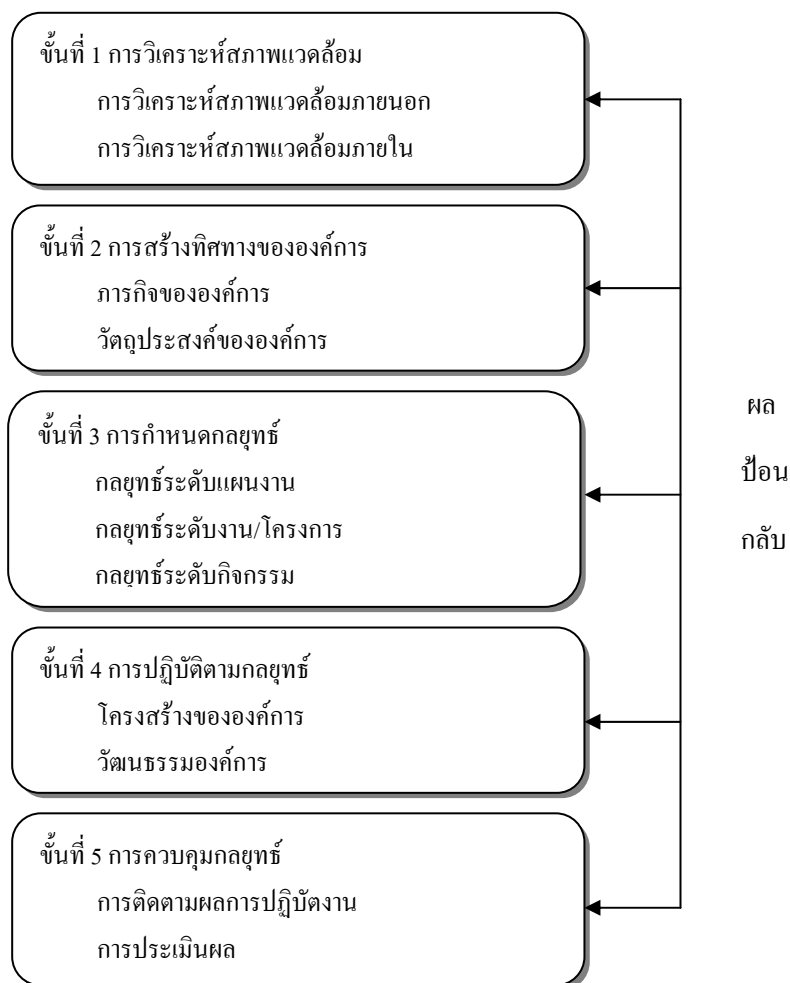 ขั้นที่ 1 การวิเคราะห์สภาพแวดล้อม
การวิเคราะห์สภาพแวดล้อมภายนอก
การวิเคราะห์สภาพแวดล้อมภายใน
ขั้นที่ 2 การสร้างทิศทางขององค์การ
ภารกิจขององค์การ
วัตถุประสงค์ขององค์การ
ขั้นที่ 3 การกำหนดกลยุทธ์
กลยุทธ์ระดับแผนงาน
กลยุทธ์ระดับงาน/โครงการ
กลยุทธ์ระดับกิจกรรม
ขั้นที่ 4 การปฏิบัติตามกลยุทธ์
โครงสร้างขององค์การ
วัฒนธรรมองค์การ
ขั้นที่ 5 การควบคุมกลยุทธ์
การติดตามผลการปฏิบัตงาน
การประเมินผล
ผล
ป้อน
กลับ